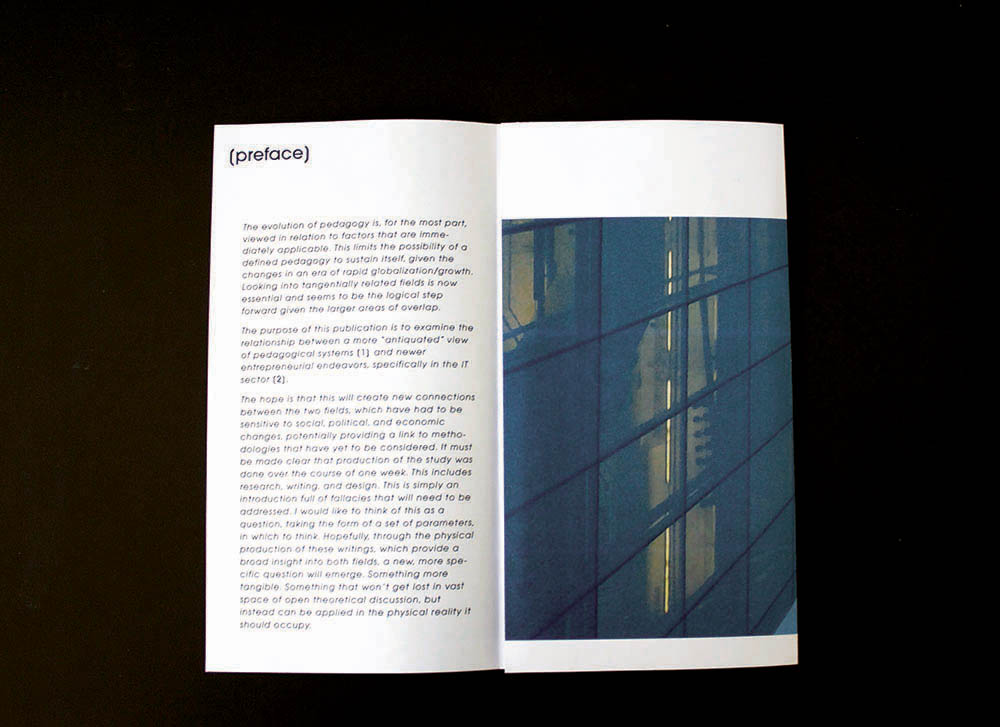 (preface)
The evolution of pedagogy is, for the most part,
viewed in relation to factors that are imme-
diately applicable. This limits the possibility of a
defined pedagogy to sustain itself, given the
changes in an era of rapid globalization/growth.
Looking into tangentially related fields is now
essential and seems to be the logical step
forward given the larger areas of overlap.
The purpose of this publication is to examine the
relationship between a more "antiquated" view
of pedagogical systems (1) and newer
entrepreneurial endeavors, specifically in the IT
sector (2).
The hope is that this will create new connections
between the two fields, which have had to be
sensitive to social, political, and economic
changes, potentially providing a link to metho-
dologies that have yet to be considered. It must
be made clear that production of the study was
done over the course of one week. This includes
research, writing, and design. This is simply an
introduction full of fallacies that will need to be
addressed. I would like to think of this as a
question, taking the form of a set of parameters,
in which to think. Hopefully, through the physical
production of these writings, which provide a
broad insight into both fields, a new, more spe-
cific question will emerge. Something more
tangible. Something that won't get lost in vast
space of open theoretical discussion, but
instead can be applied in the physical reality it
should occupy.